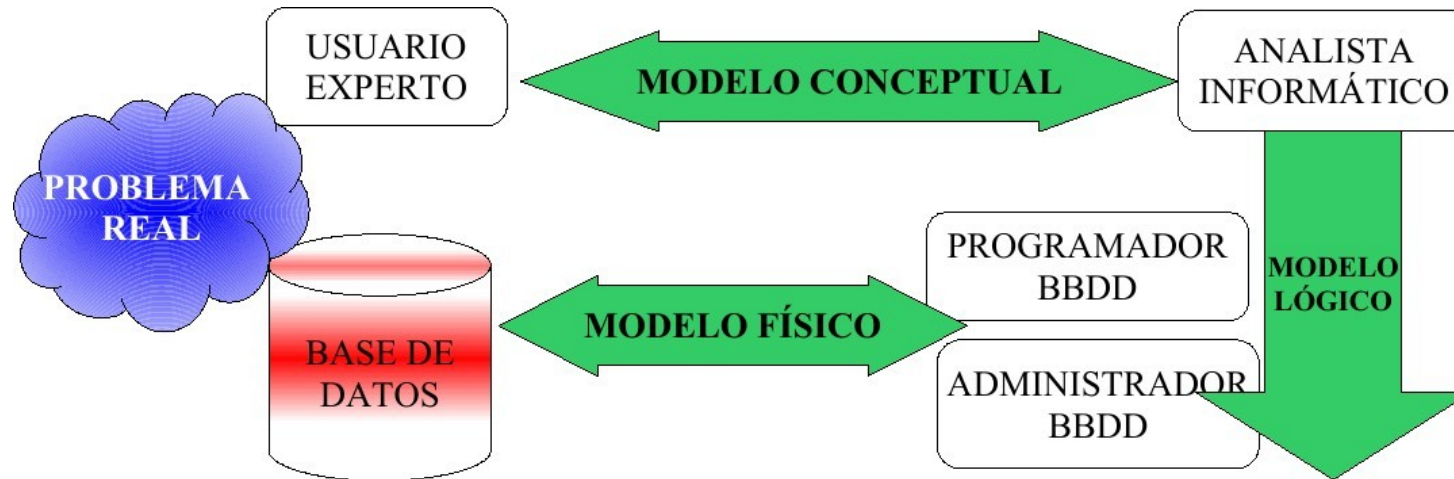 USUARIO
EXPERTO
MODELO CONCEPTUAL
ANALISTA
INFORMÁTICO
PROBLEMA
REAL
PROGRAMADOR
BBDD
MODELO
LÓGICO
MODELO FÍSICO
BASE DE
DATOS
ADMINISTRADOR
BBDD